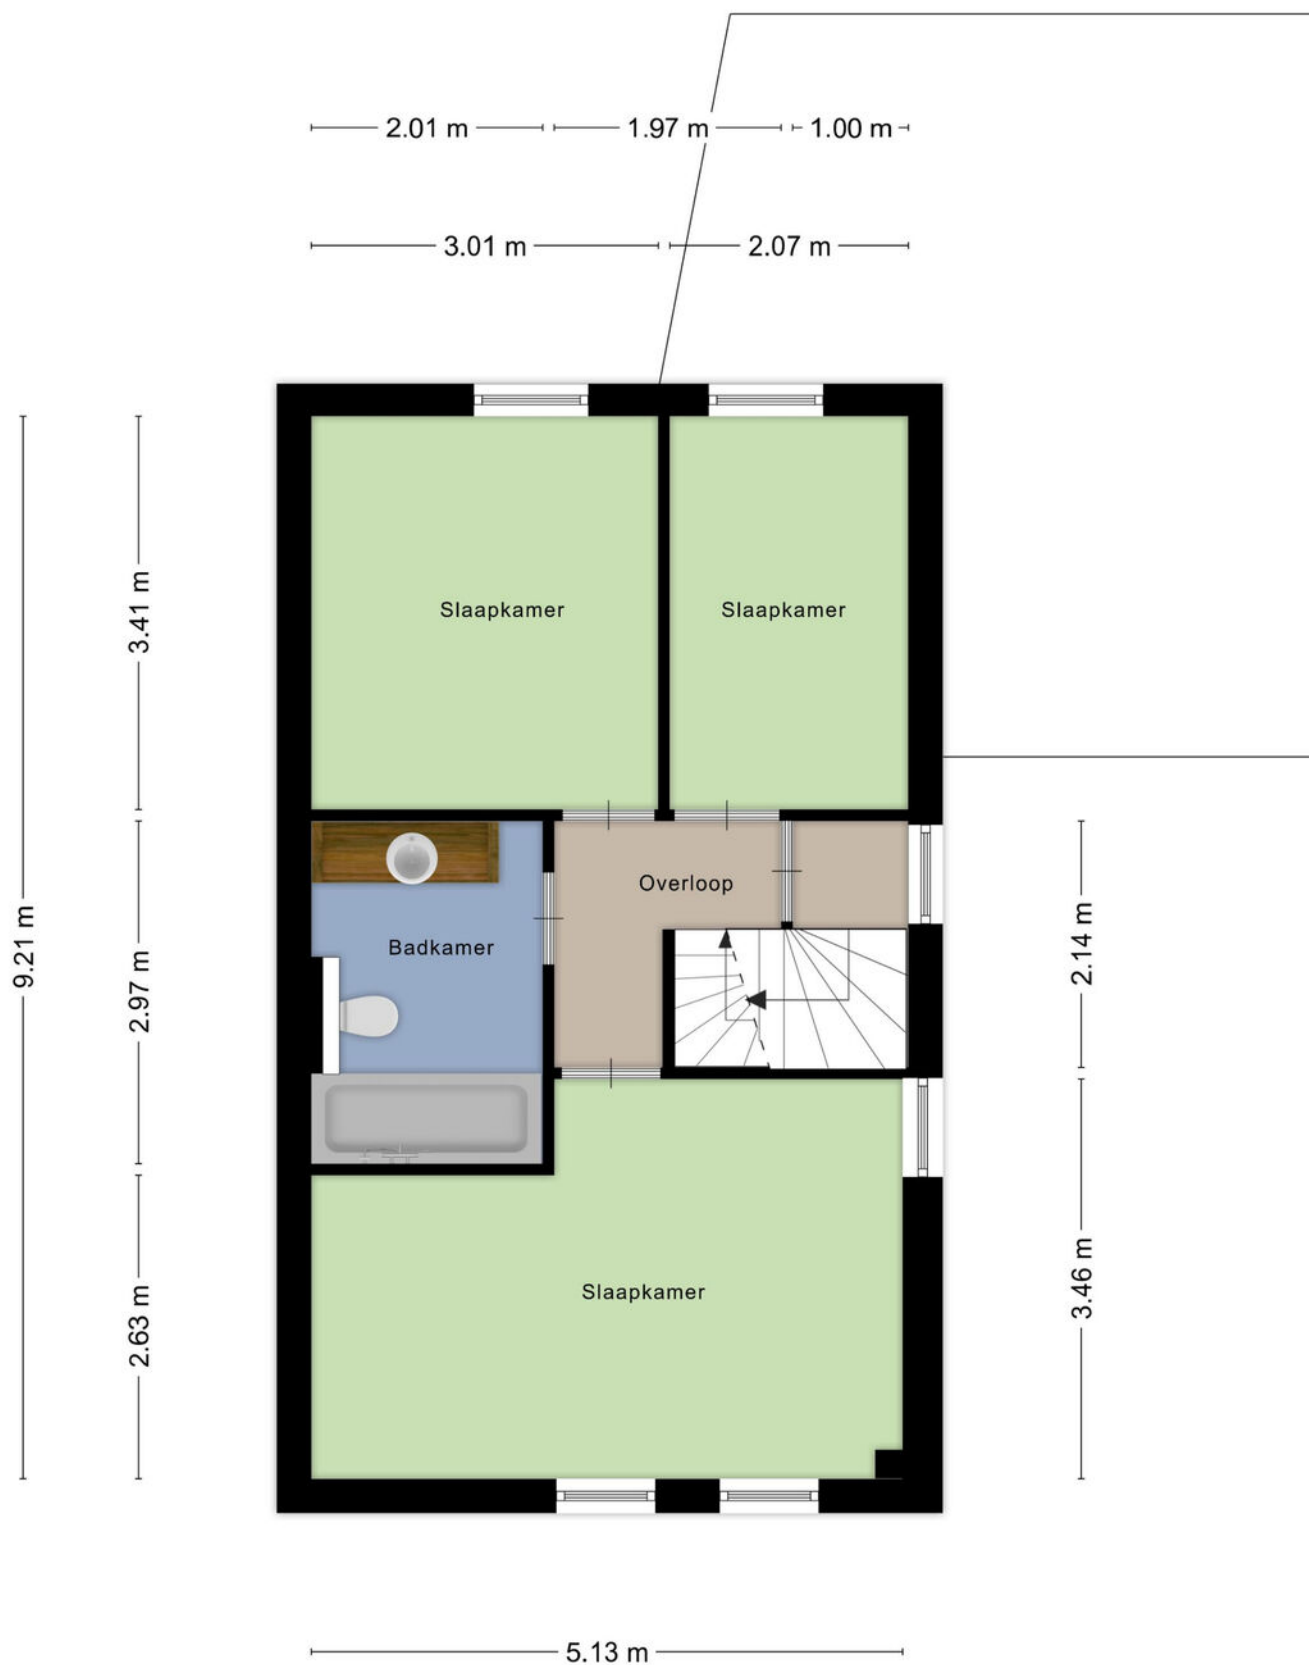 2.01 m
1.97 m
1.00 m
3.01 m
2.07 m
3.41 m
Slaapkamer
Slaapkamer
Overloop
9.21 m
2.14 m
Badkamer
2.97 m
3.46 m
Slaapkamer
2.63 m
5.13 m